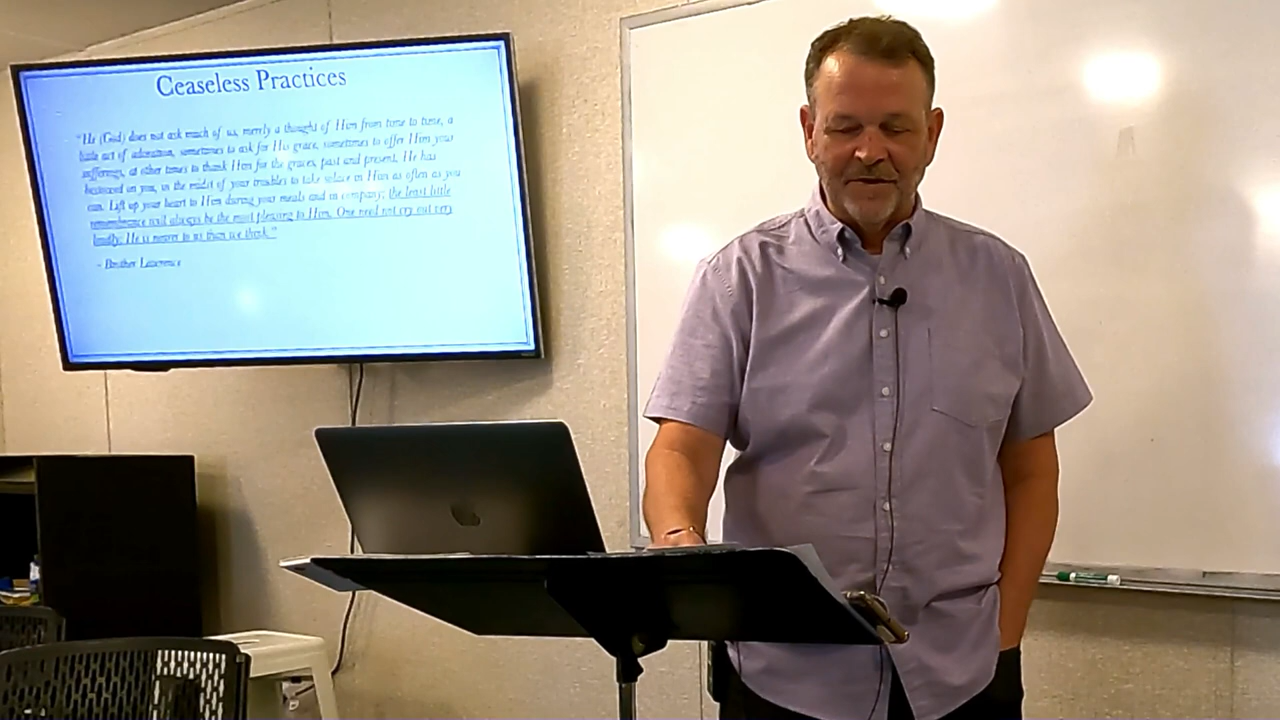 Ceaseless Practices
"He (God) does not ask much of us, merely a thought of Him from time to time, a
little act of adoration, sometimes to ask for His grace, sometimes to offer Him your
sufferings, at other times to thank Him for the graces, past and present, He has
bestowed on you, in the midst of your troubles to take solace in Him as often as you
can. Lift up your heart to Him during your meals and in company; the least little
remembrance will always be the most pleasing to Him. One need not cry out very
loudly; He is nearer to us than we think."
- Brother Lawrence